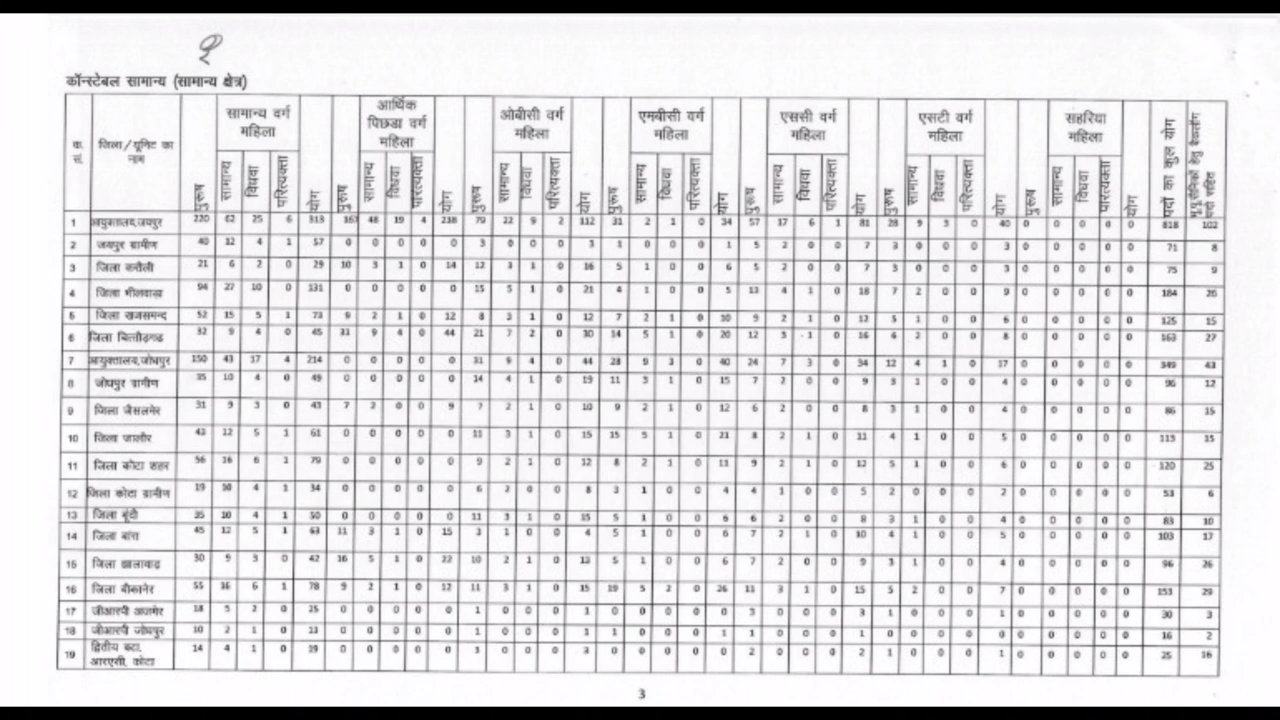 २
कॉन्स्टेबल सामान्य (सामान्य क्षेत्र)
क. सं. जिला/यूनिट का नाम सामान्य वर्ग महिला आर्थिक पिछडा वर्ग महिला ओबीसी वर्ग महिला एमबीसी वर्ग महिला एससी वर्ग महिला एसटी वर्ग महिला सहरिया महिला पदों का कुल योग
पुरूष सामान्य विधवा परित्यक्ता योग पुरूष सामान्य विधवा परित्यक्ता योग पुरूष सामान्य विधवा परित्यक्ता योग पुरूष सामान्य विधवा परित्यक्ता योग पुरूष सामान्य विधवा परित्यक्ता योग पुरूष सामान्य विधवा परित्यक्ता योग पुरूष सामान्य विधवा परित्यक्ता योग
1 आयुक्तालय,जयपुर 220 62 25 6 313 167 48 19 4 238 79 22 9 2 112 31 2 1 0 34 57 17 6 1 81 28 9 3 0 40 0 0 0 0 0 818 102
2 जयपुर ग्रामीण 40 12 4 1 57 0 0 0 0 0 3 0 0 0 3 1 0 0 0 1 5 2 0 0 7 3 0 0 0 3 0 0 0 0 0 71 8
3 जिला करौली 21 6 2 0 29 10 3 1 0 14 12 3 1 0 16 5 1 0 0 6 5 2 0 0 7 3 0 0 0 3 0 0 0 0 0 75 9
4 जिला भीलवाड़ा 94 27 10 0 131 0 0 0 0 0 15 5 1 0 21 4 1 0 0 5 13 4 1 0 18 7 2 0 0 9 0 0 0 0 0 184 20
5 जिला राजसमन्द 52 15 5 1 73 9 2 1 0 12 8 3 1 0 12 7 2 1 0 10 9 2 1 0 12 5 1 0 0 6 0 0 0 0 0 125 15
6 जिला चित्तौड़गढ 32 9 4 0 45 31 9 4 0 44 21 7 2 0 30 14 5 1 0 20 12 3 1 0 16 6 2 0 0 8 0 0 0 0 0 163 27
7 आयुक्तालय,जोधपुर 150 43 17 4 214 0 0 0 0 0 31 9 4 0 44 28 9 3 0 40 24 7 3 0 34 12 4 1 0 17 0 0 0 0 0 349 43
8 जोधपुर ग्रामीण 35 10 4 0 49 0 0 0 0 0 14 4 1 0 19 11 3 1 0 15 7 2 0 0 9 3 1 0 0 4 0 0 0 0 0 96 12
9 जिला जैसलमेर 31 9 3 0 43 7 2 0 0 9 7 2 1 0 10 9 2 1 0 12 6 2 0 0 8 3 1 0 0 4 0 0 0 0 0 86 15
10 जिला जालौर 43 12 5 1 61 0 0 0 0 0 11 3 1 0 15 15 5 1 0 21 8 2 1 0 11 4 1 0 0 5 0 0 0 0 0 113 15
11 जिला कोटा शहर 56 16 6 1 79 0 0 0 0 0 9 2 1 0 12 8 2 1 0 11 9 2 1 0 12 5 1 0 0 6 0 0 0 0 0 120 25
12 जिला कोटा ग्रामीण 19 10 4 1 34 0 0 0 0 0 6 2 0 0 8 3 1 0 0 4 4 1 0 0 5 2 0 0 0 2 0 0 0 0 0 53 6
13 जिला बूंदी 35 10 4 1 50 0 0 0 0 0 11 3 1 0 15 5 1 0 0 6 6 2 0 0 8 3 1 0 0 4 0 0 0 0 0 83 10
14 जिला बारा 45 12 5 1 63 11 3 1 0 15 3 1 0 0 4 5 1 0 0 6 7 2 1 0 10 4 1 0 0 5 0 0 0 0 0 103 17
15 जिला झालावाड़ 30 9 3 0 42 16 5 1 0 22 10 2 1 0 13 5 1 0 0 6 7 2 0 0 9 3 1 0 0 4 0 0 0 0 0 96 26
16 जिला बीकानेर 55 16 6 1 78 9 2 1 0 12 11 3 1 0 15 19 5 2 0 26 11 3 1 0 15 5 2 0 0 7 0 0 0 0 0 153 29
17 जीआरपी अजमेर 18 5 2 0 25 0 0 0 0 0 1 0 0 0 1 0 0 0 0 0 3 0 0 0 3 1 0 0 0 1 0 0 0 0 0 30 3
18 जीआरपी जोधपुर 10 2 1 0 13 0 0 0 0 0 1 0 0 0 1 1 0 0 0 1 1 0 0 0 1 0 0 0 0 0 0 0 0 0 0 16 2
19 द्वितीय बटा. आरएसी, कोटा 14 4 1 0 19 0 0 0 0 0 3 0 0 0 3 0 0 0 0 0 2 0 0 0 2 1 0 0 0 1 0 0 0 0 0 25 16
3